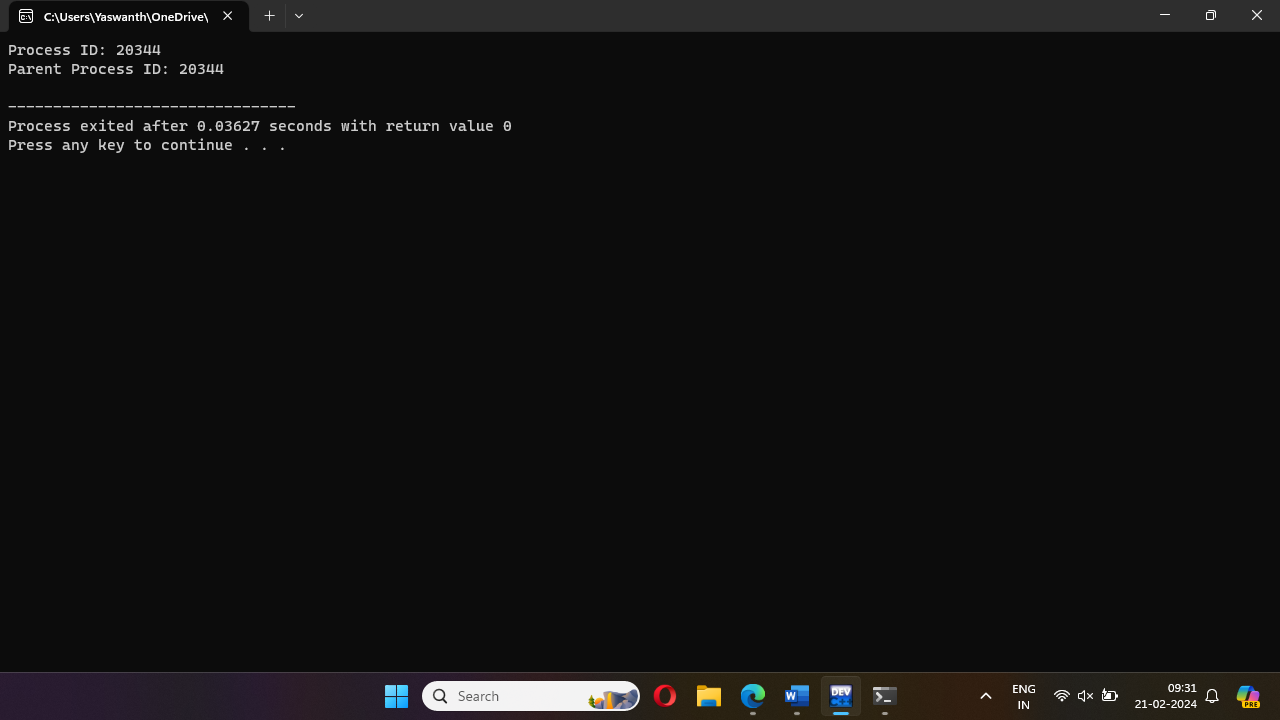 C:\Users\Yaswanth\OneDrive\
Process ID: 20344
Parent Process ID: 20344
--------------------------------
Process exited after 0.03627 seconds with return value 0
Press any key to continue . . .
Search
DEV
C++
ENG
IN
09:31
21-02-2024
PRE